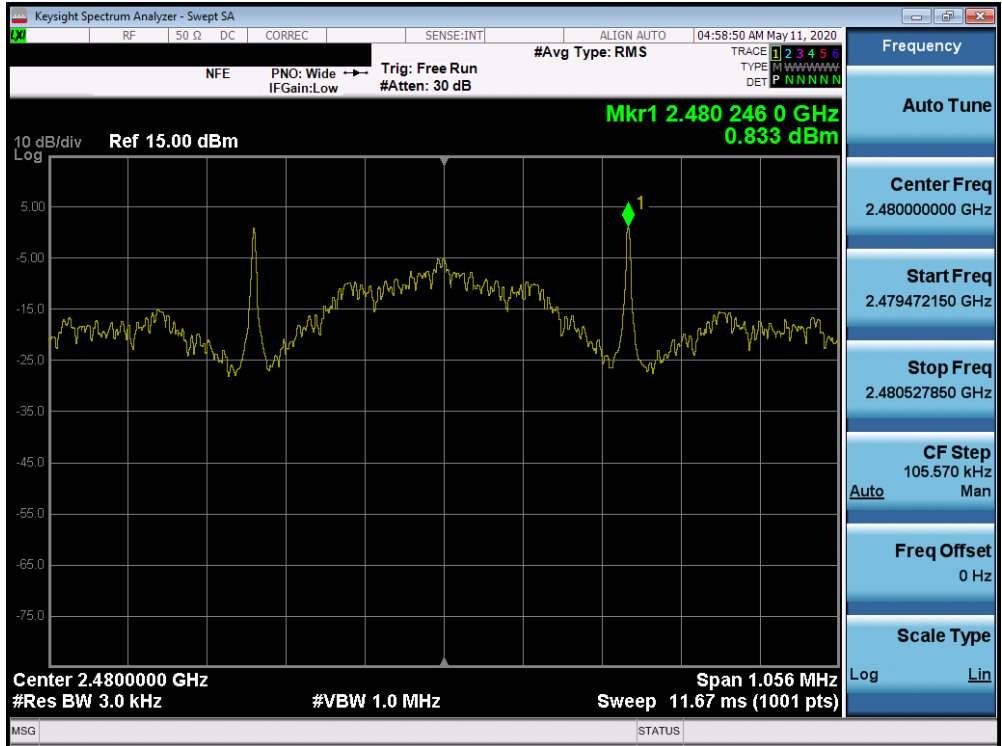 Keysight Spectrum Analyzer - Swept SA
LXI RF 50 Ω DC CORREC SENSE:INT ALIGN AUTO 04:58:50 AM May 11, 2020
NFE PNO: Wide Trig: Free Run #Avg Type: RMS TRACE 1 2 3 4 5 6
IFGain:Low #Atten: 30 dB TYPE M WWWWW
DET P N N N N N
Mkr1 2.480 246 0 GHz
0.833 dBm
10 dB/div Ref 15.00 dBm
Log
5.00
-5.00
-15.0
-25.0
-35.0
-45.0
-55.0
-65.0
-75.0
1
Center 2.4800000 GHz Span 1.056 MHz
#Res BW 3.0 kHz #VBW 1.0 MHz Sweep 11.67 ms (1001 pts)
MSG STATUS
Frequency
Auto Tune
Center Freq
2.480000000 GHz
Start Freq
2.479472150 GHz
Stop Freq
2.480527850 GHz
CF Step
105.570 kHz
Auto Man
Freq Offset
0 Hz
Scale Type
Log Lin